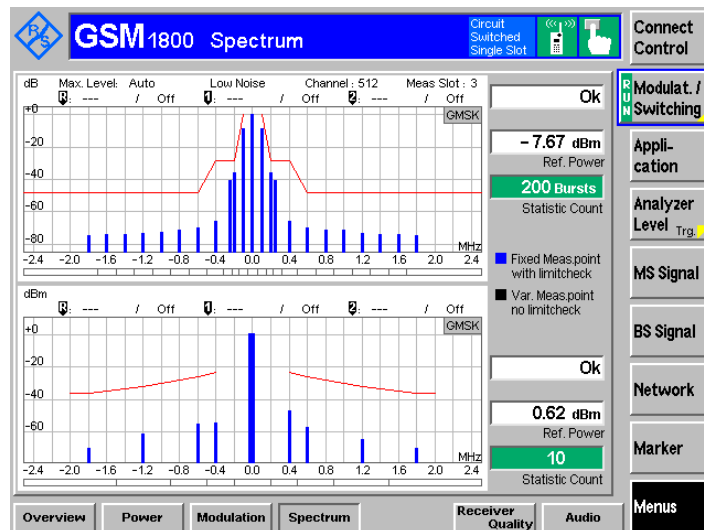 R/S
GSM 1800 Spectrum
Circuit
Switched
Single Slot
Connect
Control
dB Max. Level: Auto Low Noise Channel : 512 Meas Slot : 3
R: --- / Off 1: --- / Off 2: --- / Off
GMSK
+0
-20
-40
-60
-80
MHz
-2.4 -2.0 -1.6 -1.2 -0.8 -0.4 0.0 0.4 0.8 1.2 1.6 2.0 2.4
Ok
-7.67 dBm
Ref. Power
200 Bursts
Statistic Count
Fixed Meas.point
with limitcheck
Var. Meas.point
no limitcheck
dBm
R: --- / Off 1: --- / Off 2: --- / Off
GMSK
+0
-20
-40
-60
MHz
-2.4 -2.0 -1.6 -1.2 -0.8 -0.4 0.0 0.4 0.8 1.2 1.6 2.0 2.4
Ok
0.62 dBm
Ref. Power
10
Statistic Count
RUN
Modulat. /
Switching
Appli-
cation
Analyzer
Level Trg.
MS Signal
BS Signal
Network
Marker
Menus
Overview Power Modulation Spectrum Receiver Quality Audio